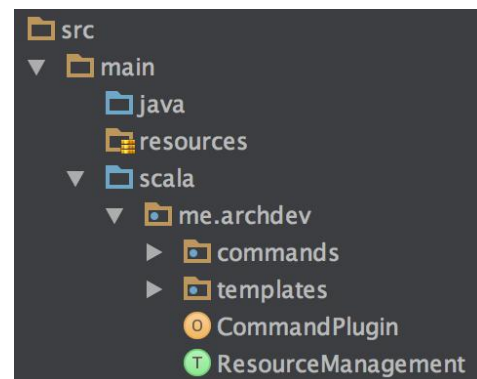 src
main
java
resources
scala
me.archdev
commands
templates
O CommandPlugin
T ResourceManagement